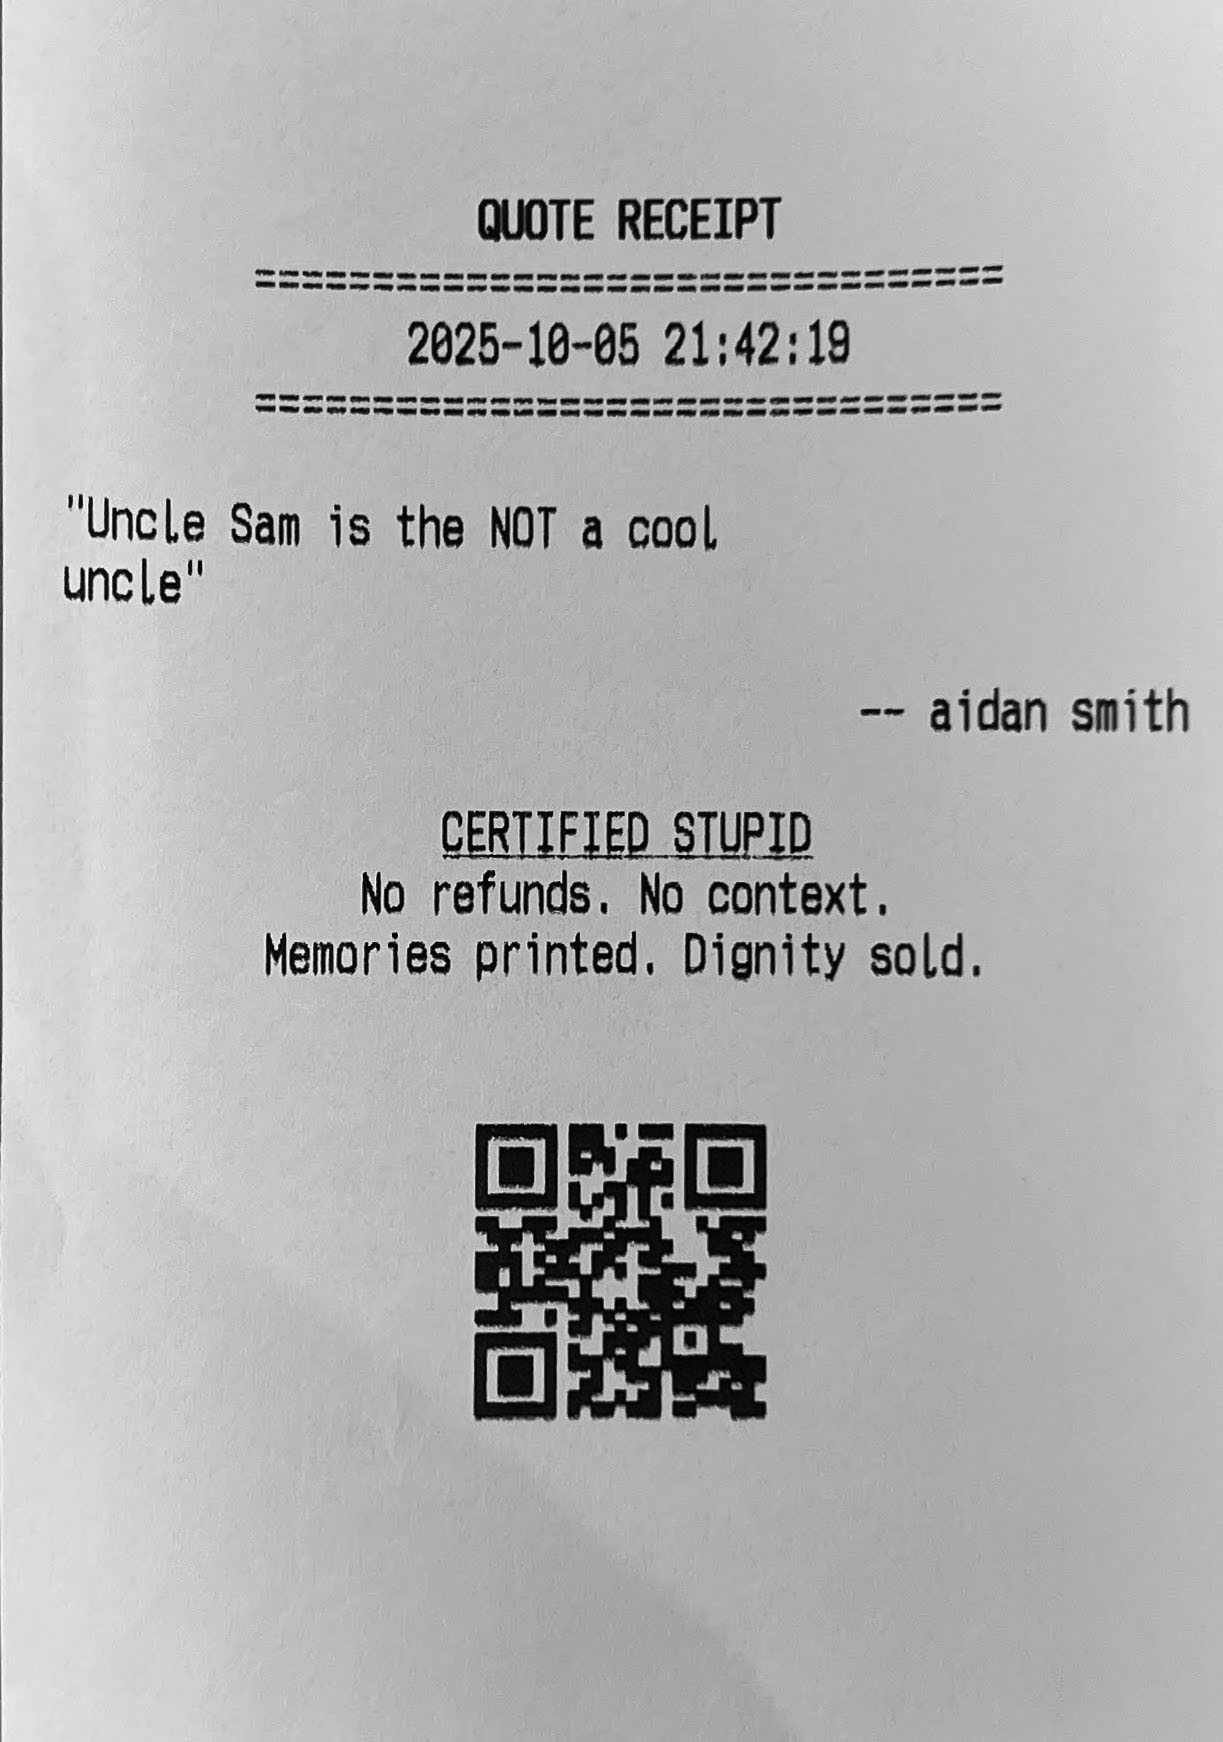 QUOTE RECEIPT
================================
2025-10-05 21:42:19
================================
"Uncle Sam is the NOT a cool
uncle"
-- aidan smith
CERTIFIED STUPID
No refunds. No context.
Memories printed. Dignity sold.